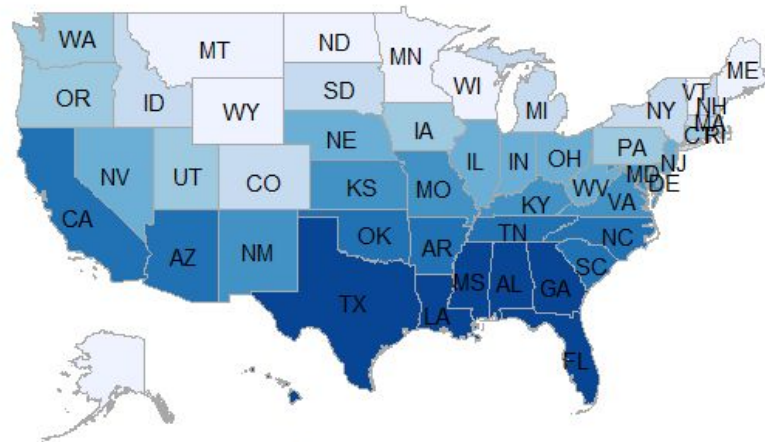 WA
MT
ND
MN
ME
OR
ID
SD
WI
MI
NY
VT
NH
WY
MA
CT
RI
NV
UT
CO
NE
IA
IL
IN
OH
PA
NJ
MD
DE
WV
VA
CA
KS
MO
KY
AZ
NM
OK
AR
TN
NC
SC
TX
LA
MS
AL
GA
FL